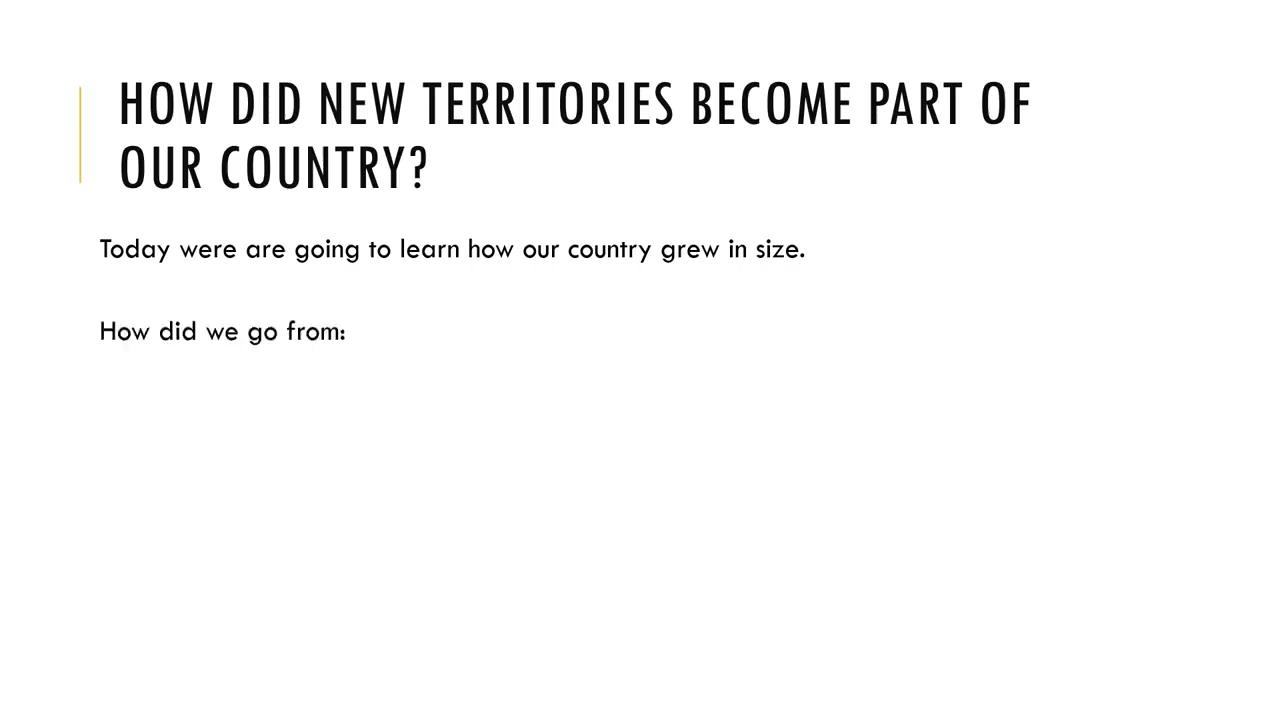 HOW DID NEW TERRITORIES BECOME PART OF
OUR COUNTRY?
Today were are going to learn how our country grew in size.
How did we go from: